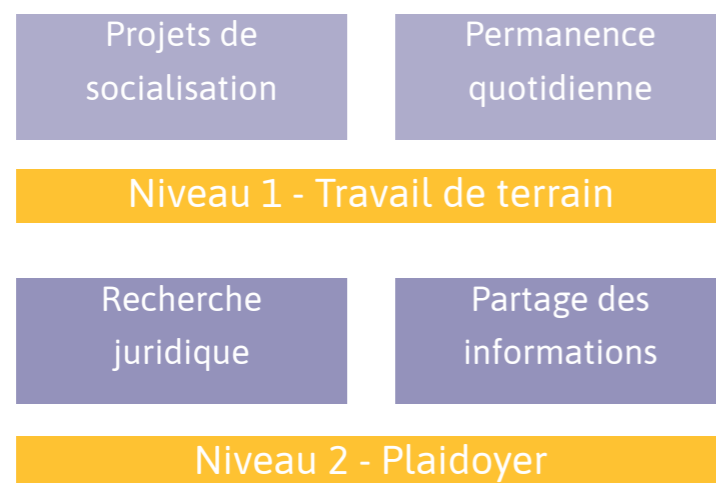 Projets de
socialisation
Permanence
quotidienne
Niveau 1 - Travail de terrain
Recherche
juridique
Partage des
informations
Niveau 2 - Plaidoyer